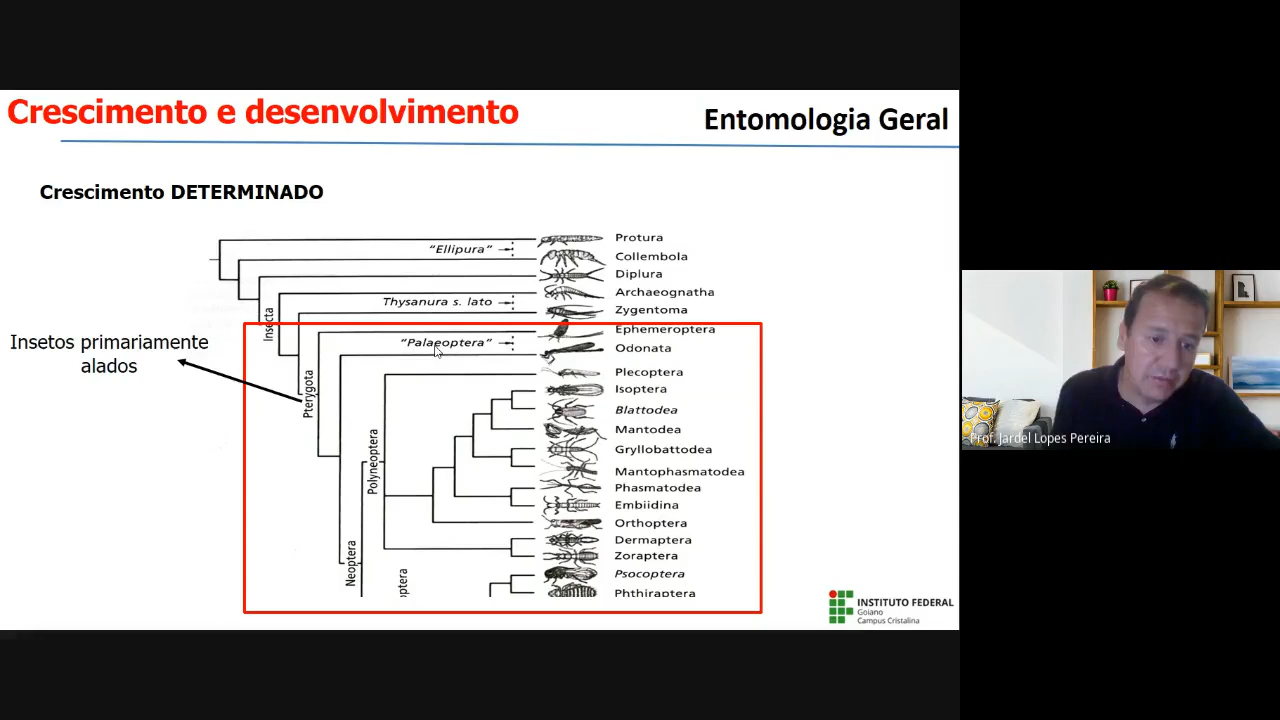 Crescimento e desenvolvimento
Entomologia Geral
Crescimento DETERMINADO
Protura
"Ellipura"
Collembola
Diplura
Archaeognatha
Thysanura s. lato
Zygentoma
Insecta
Ephemeroptera
Insetos primariamente
alados
"Palaeoptera"
Odonata
Plecoptera
Pterygota
Isoptera
Blattodea
Mantodea
Polyneoptera
Gryllobattodea
Mantophasmatodea
Phasmatodea
Embiidina
Orthoptera
Dermaptera
Neoptera
Zoraptera
Psocoptera
optera
Phthiraptera
INSTITUTO FEDERAL
Goiano
Campus Cristalina
Prof. Jardel Lopes Pereira